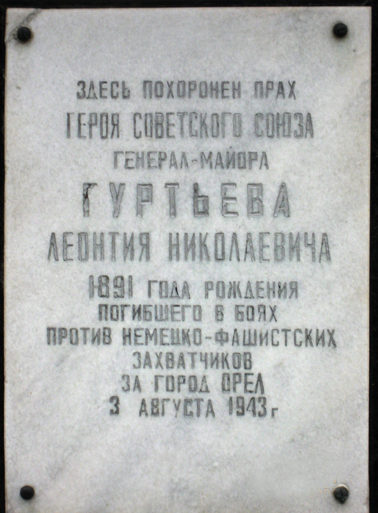 ЗДЕСЬ ПОХОРОНЕН ПРАХ
ГЕРОЯ СОВЕТСКОГО СОЮЗА
ГЕНЕРАЛ-МАЙОРА
ГУРТЬЕВА
ЛЕОНТИЯ НИКОЛАЕВИЧА
1891 ГОДА РОЖДЕНИЯ
ПОГИБШЕГО В БОЯХ
ПРОТИВ НЕМЕЦКО-ФАШИСТСКИХ
ЗАХВАТЧИКОВ
ЗА ГОРОД ОРЕЛ
3 АВГУСТА 1943г